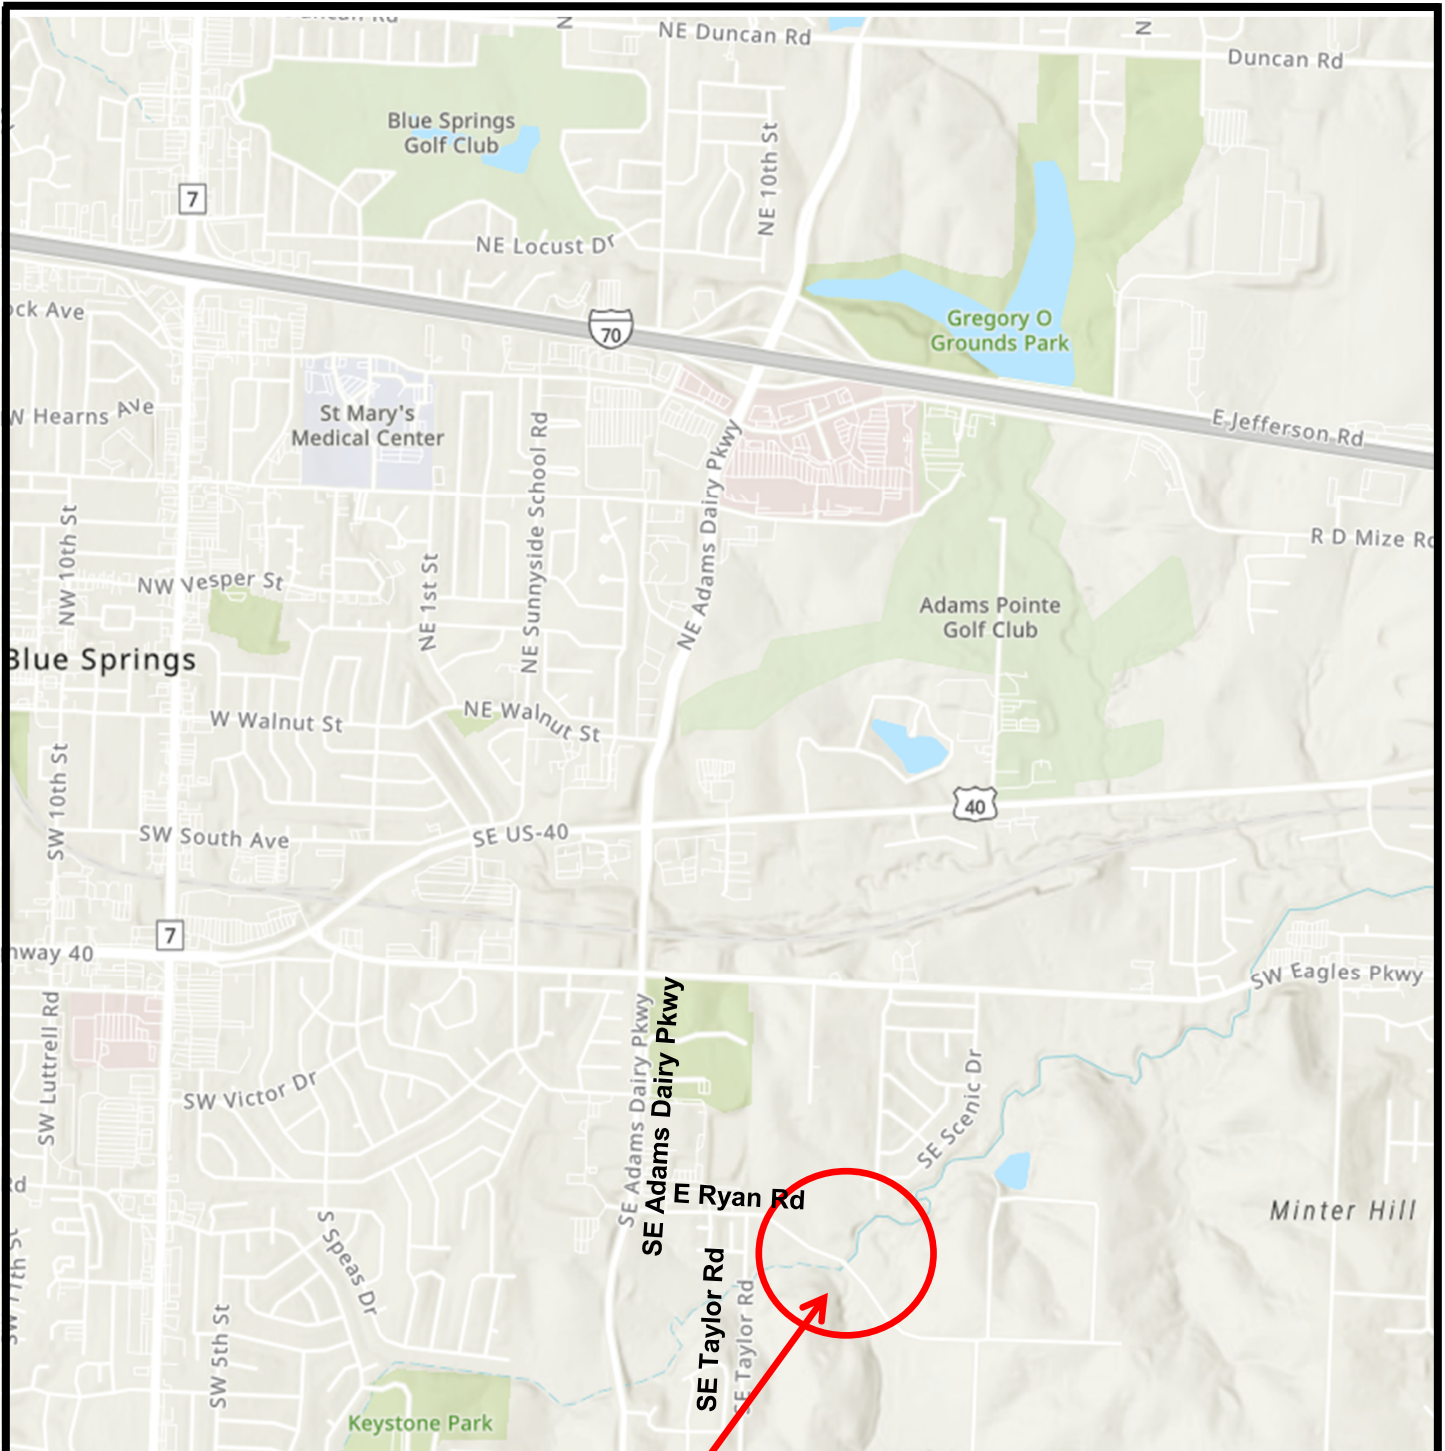 NE Duncan Rd
Duncan Rd
Blue Springs
Golf Club
7
NE 10th St
NE Locust Dr
70
Gregory O
Grounds Park
St Mary's
Medical Center
NE Sunnyside School Rd
NE Adams Dairy Pkwy
E Jefferson Rd
R D Mize Rd
NW 10th St
NW Vesper St
NE 1st St
Adams Pointe
Golf Club
Blue Springs
W Walnut St
NE Walnut St
SW 10th St
SW South Ave
SE US-40
40
7
SW Eagles Pkwy
SW Luttrell Rd
SW Victor Dr
SE Adams Dairy Pkwy
SE Adams Dairy Pkwy
SE Scenic Dr
E Ryan Rd
Minter Hill
S Speas Dr
SE Taylor Rd
SE Taylor Rd
SW 5th St
Keystone Park